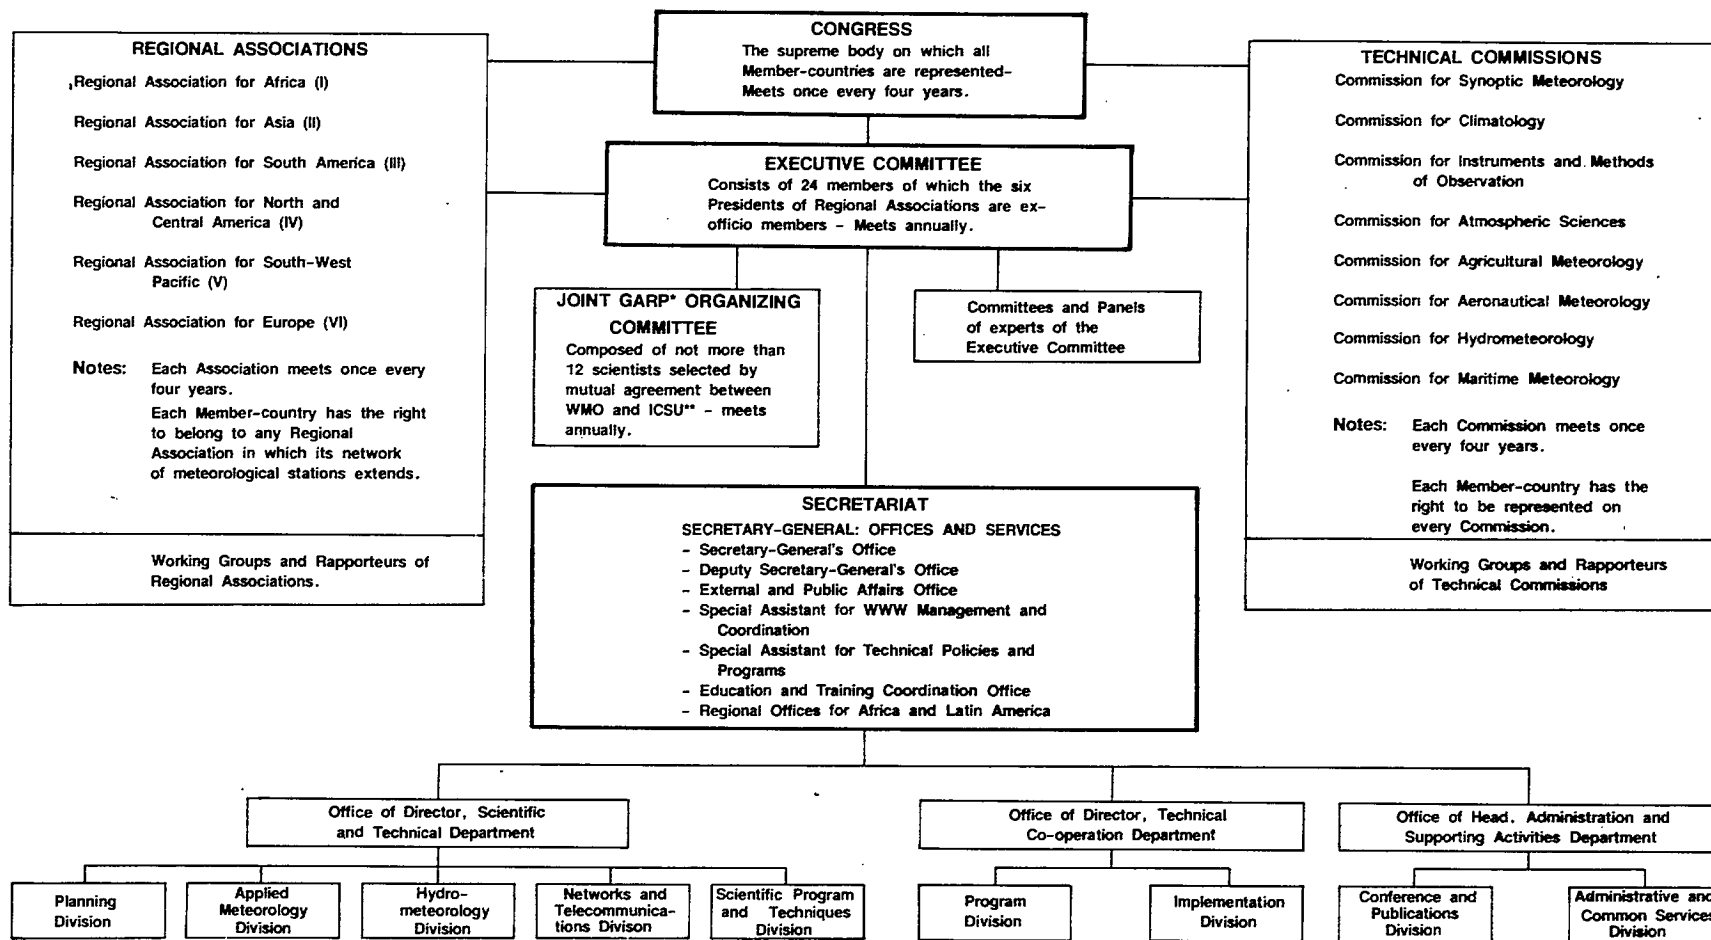 CONGRESS
The supreme body on which all
Member-countries are represented-
Meets once every four years.
REGIONAL ASSOCIATIONS
Regional Association for Africa (I)
Regional Association for Asia (II)
Regional Association for South America (III)
Regional Association for North and
Central America (IV)
Regional Association for South-West
Pacific (V)
Regional Association for Europe (VI)
Notes: Each Association meets once every
four years.
Each Member-country has the right
to belong to any Regional
Association in which its network
of meteorological stations extends.
Working Groups and Rapporteurs of
Regional Associations.
EXECUTIVE COMMITTEE
Consists of 24 members of which the six
Presidents of Regional Associations are ex-
officio members - Meets annually.
JOINT GARP* ORGANIZING
COMMITTEE
Composed of not more than
12 scientists selected by
mutual agreement between
WMO and ICSU** - meets
annually.
Committees and Panels
of experts of the
Executive Committee
TECHNICAL COMMISSIONS
Commission for Synoptic Meteorology
Commission for Climatology
Commission for Instruments and Methods
of Observation
Commission for Atmospheric Sciences
Commission for Agricultural Meteorology
Commission for Aeronautical Meteorology
Commission for Hydrometeorology
Commission for Maritime Meteorology
Notes: Each Commission meets once
every four years.
Each Member-country has the
right to be represented on
every Commission.
Working Groups and Rapporteurs
of Technical Commissions
SECRETARIAT
SECRETARY-GENERAL: OFFICES AND SERVICES
- Secretary-General's Office
- Deputy Secretary-General's Office
- External and Public Affairs Office
- Special Assistant for WWW Management and
Coordination
- Special Assistant for Technical Policies and
Programs
- Education and Training Coordination Office
- Regional Offices for Africa and Latin America
Office of Director, Scientific
and Technical Department
Office of Director, Technical
Co-operation Department
Office of Head, Administration and
Supporting Activities Department
Planning
Division
Applied
Meteorology
Division
Hydro-
meteorology
Division
Networks and
Telecommunica-
tions Divison
Scientific Program
and Techniques
Division
Program
Division
Implementation
Division
Conference and
Publications
Division
Administrative and
Common Services
Division